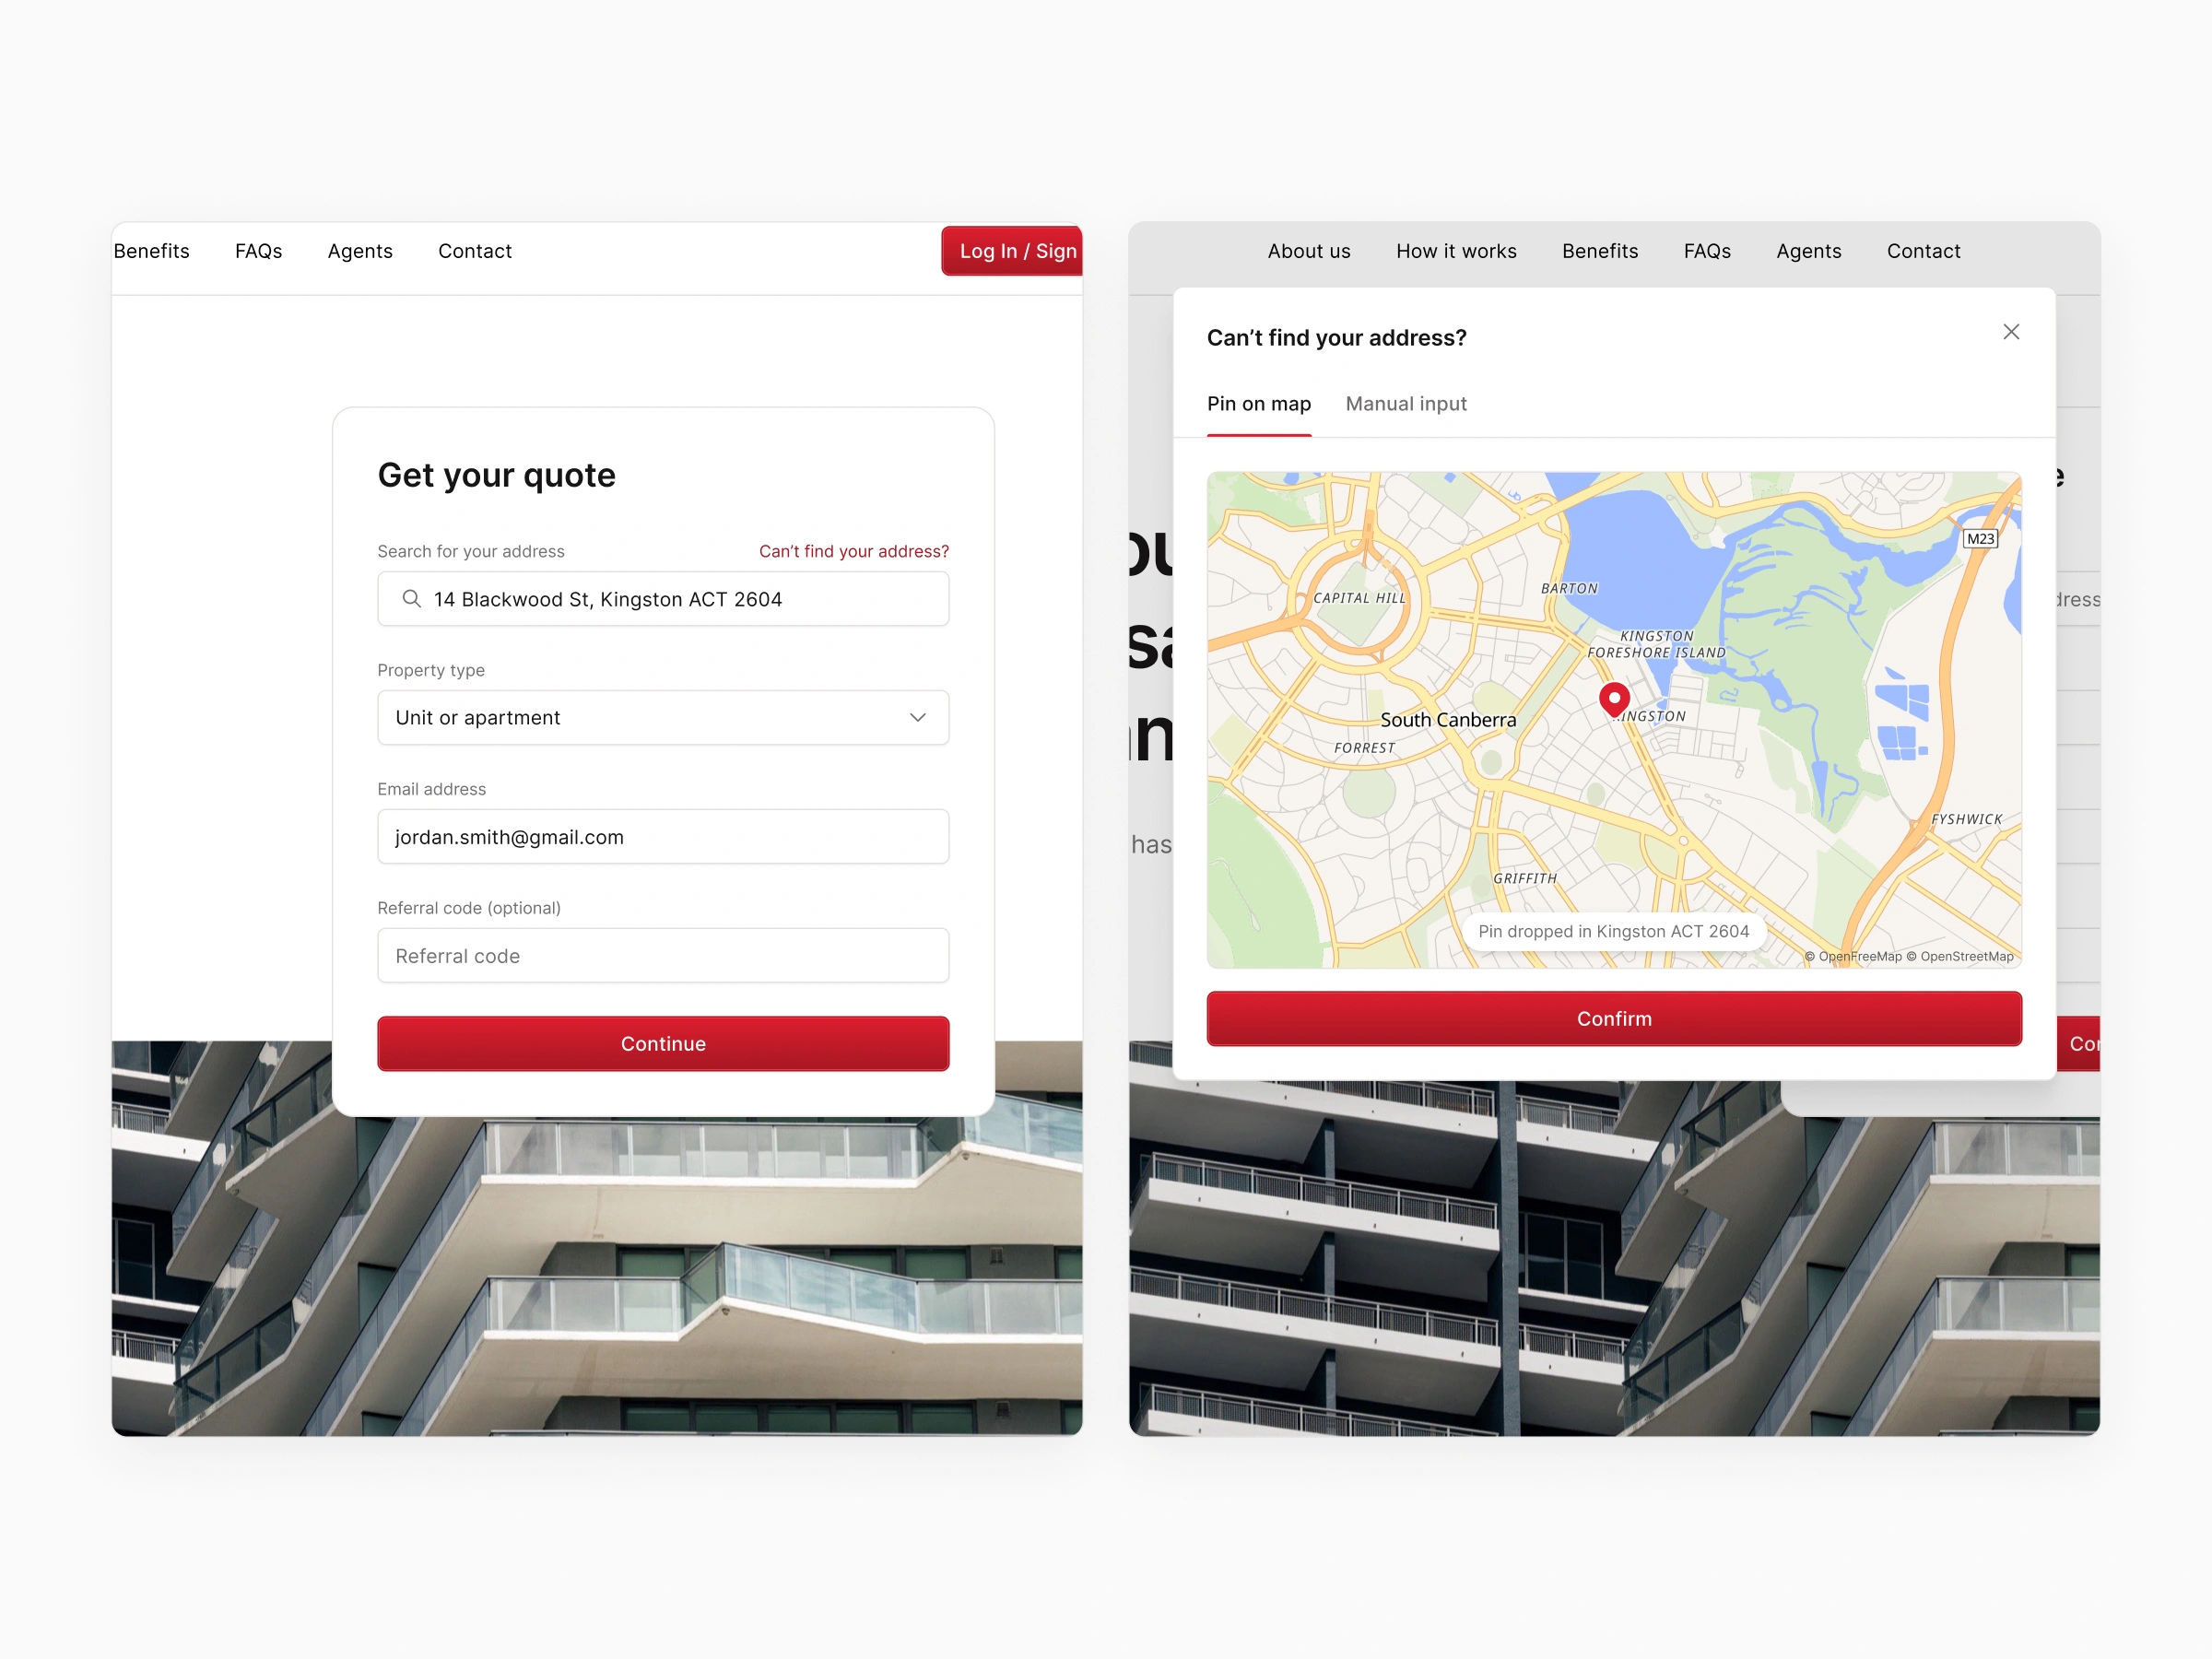 Benefits
FAQs
Agents
Contact
Log In / Sign
Get your quote
Search for your address
Can’t find your address?
14 Blackwood St, Kingston ACT 2604
Property type
Unit or apartment
Email address
jordan.smith@gmail.com
Referral code (optional)
Referral code
Continue
About us
How it works
Benefits
FAQs
Agents
Contact
Can’t find your address?
Pin on map
Manual input
M23
BARTON
CAPITAL HILL
KINGSTON
FORESHORE ISLAND
KINGSTON
South Canberra
FORREST
FYSHWICK
GRIFFITH
Pin dropped in Kingston ACT 2604
© OpenFreeMap © OpenStreetMap
Confirm
has